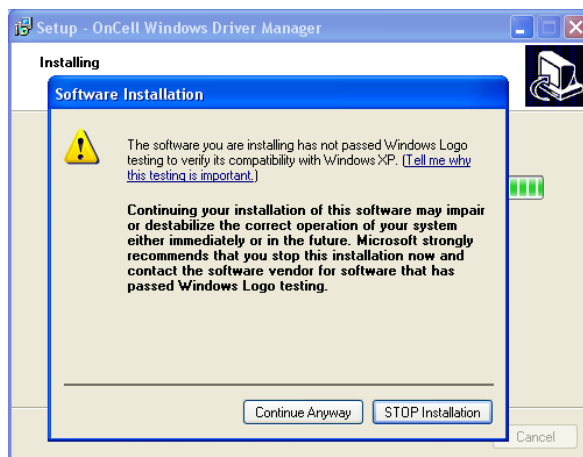 Setup - OnCell Windows Driver Manager
Installing
Software Installation
The software you are installing has not passed Windows Logo
testing to verify its compatibility with Windows XP. (Tell me why
this testing is important.)
Continuing your installation of this software may impair
or destabilize the correct operation of your system
either immediately or in the future. Microsoft strongly
recommends that you stop this installation now and
contact the software vendor for software that has
passed Windows Logo testing.
Continue Anyway
STOP Installation
Cancel